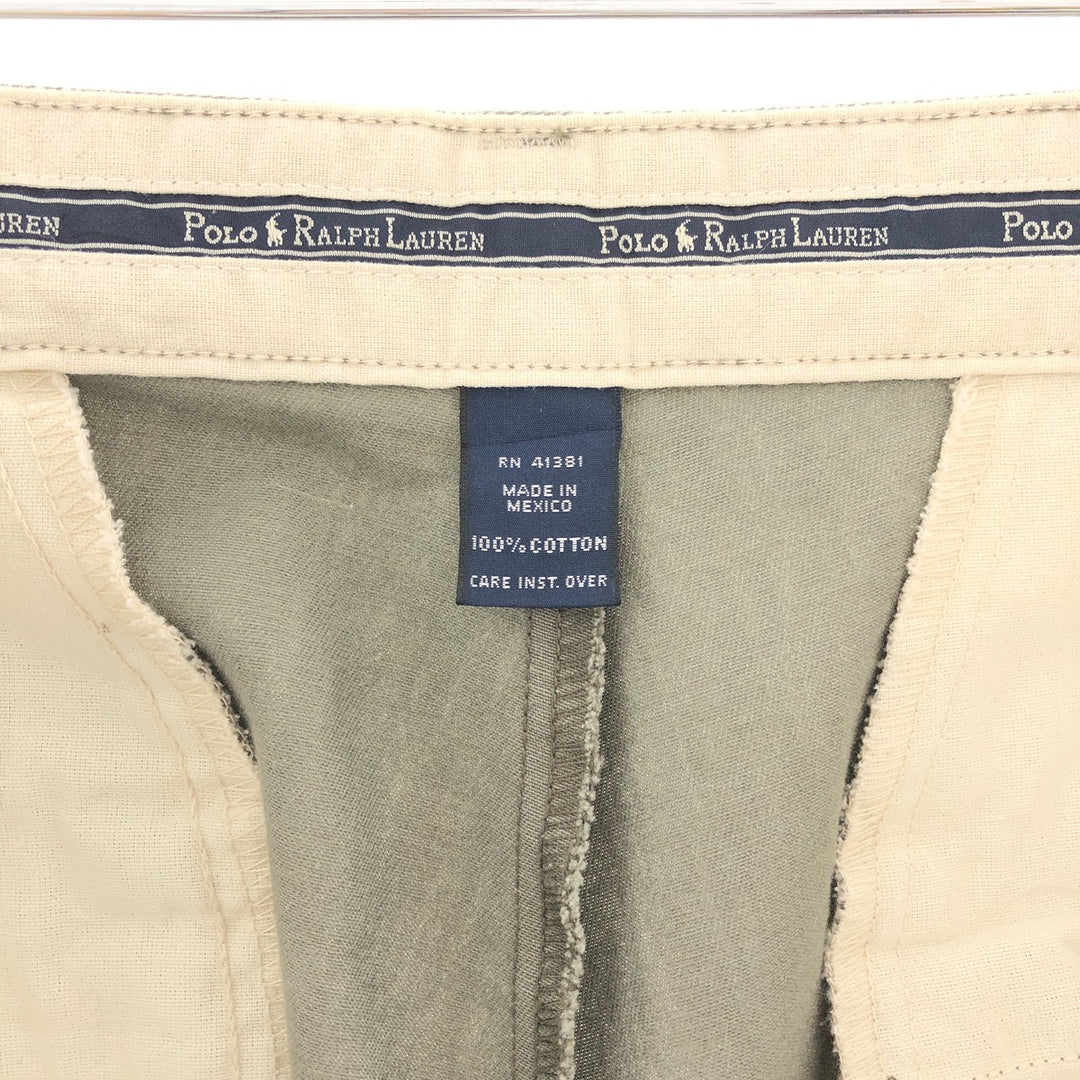 UREN POLO RALPH LAUREN POLO RALPH LAUREN POLO
RN 41381
MADE IN
MEXICO
100% COTTON
CARE INST. OVER